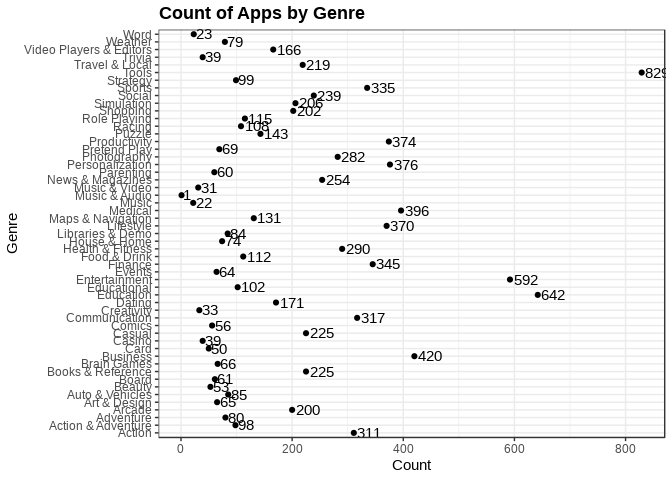 Count of Apps by Genre
Genre
Word 23
Weather 79
Video Players & Editors 166
Trivia 39
Travel & Local 219
Tools 829
Strategy 99
Sports 335
Social 239
Simulation 206
Shopping 202
Role Playing 115
Racing 108
Puzzle 143
Productivity 374
Pretend Play 69
Photography 282
Personalization 376
Parenting 60
News & Magazines 254
Music & Video 31
Music & Audio 1
Music 22
Medical 396
Maps & Navigation 131
Lifestyle 370
Libraries & Demo 84
House & Home 74
Health & Fitness 290
Food & Drink 112
Finance 345
Events 64
Entertainment 592
Educational 102
Education 642
Dating 171
Creativity 33
Communication 317
Comics 56
Casual 225
Casino 39
Card 50
Business 420
Brain Games 66
Books & Reference 225
Board 61
Beauty 53
Auto & Vehicles 85
Art & Design 65
Arcade 200
Adventure 80
Action & Adventure 98
Action 311
0 200 400 600 800
Count